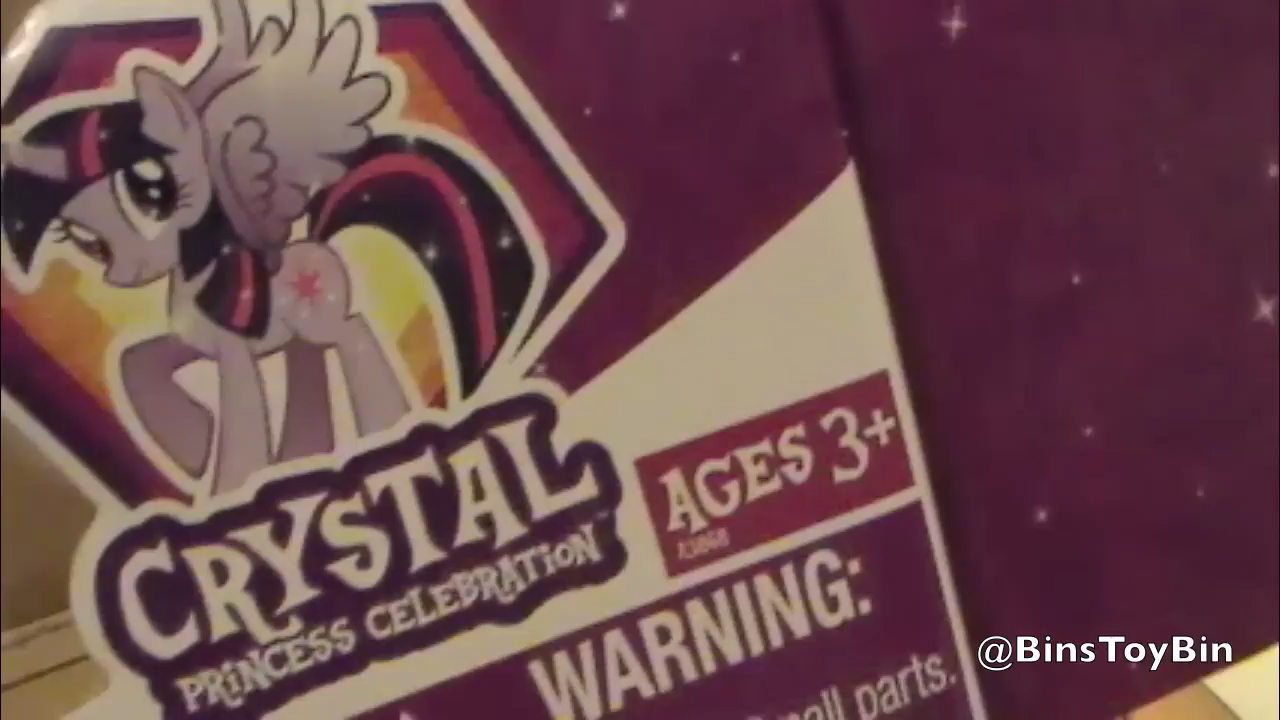 CRYSTAL
PRINCESS CELEBRATION
AGES 3+
WARNING:
parts.
@BinsToyBin